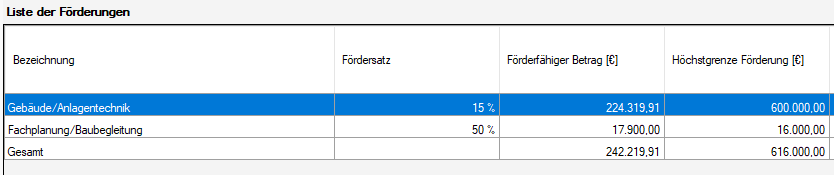 Liste der Förderungen
Bezeichnung Fördersatz Förderfähiger Betrag [€] Höchstgrenze Förderung [€]
Gebäude/Anlagentechnik 15 % 224.319,91 600.000,00
Fachplanung/Baubegleitung 50 % 17.900,00 16.000,00
Gesamt 242.219,91 616.000,00